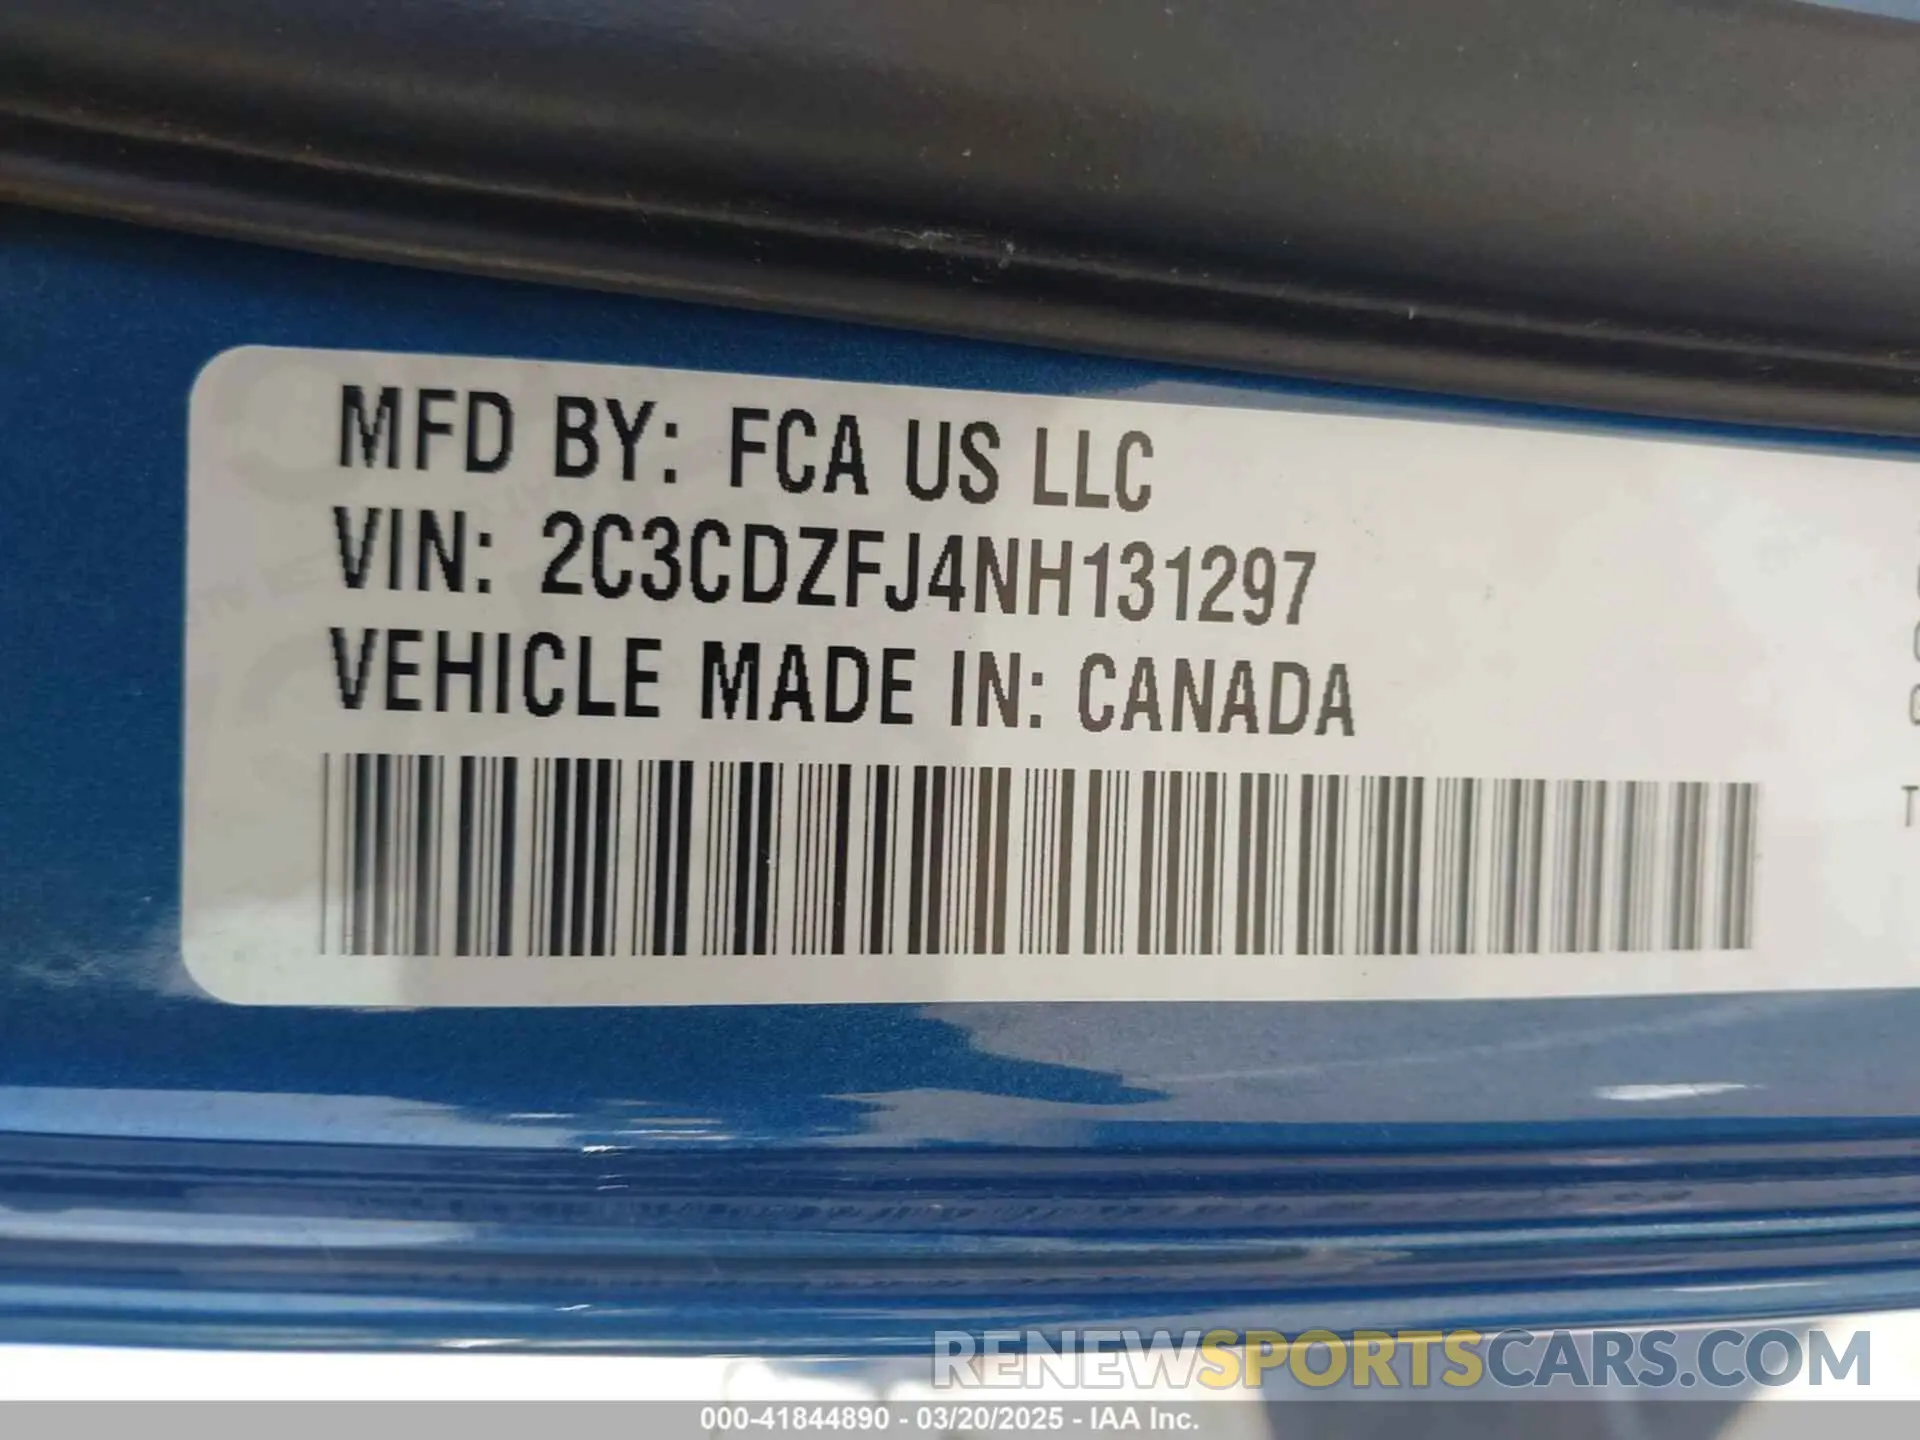 MFD BY: FCA US LLC
VIN: 2C3CDZFJ4NH131297
VEHICLE MADE IN: CANADA
T
RENEWSPORTSCARS.COM
000-41844890 - 03/20/2025 - IAA Inc.